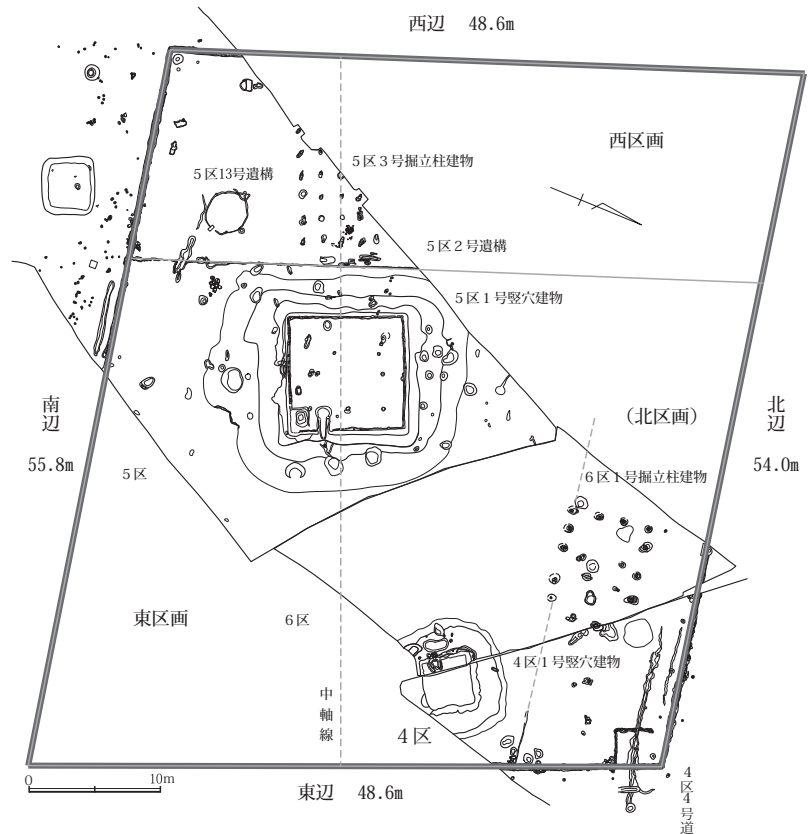 西辺 48.6m
西区画
5区3号掘立柱建物
5区13号遺構
5区2号遺構
5区1号竪穴建物
南辺
55.8m
(北区画)
北辺
54.0m
6区1号掘立柱建物
5区
東区画
6区
4区1号竪穴建物
中軸線
4区
0 10m
東辺 48.6m
4区4号道